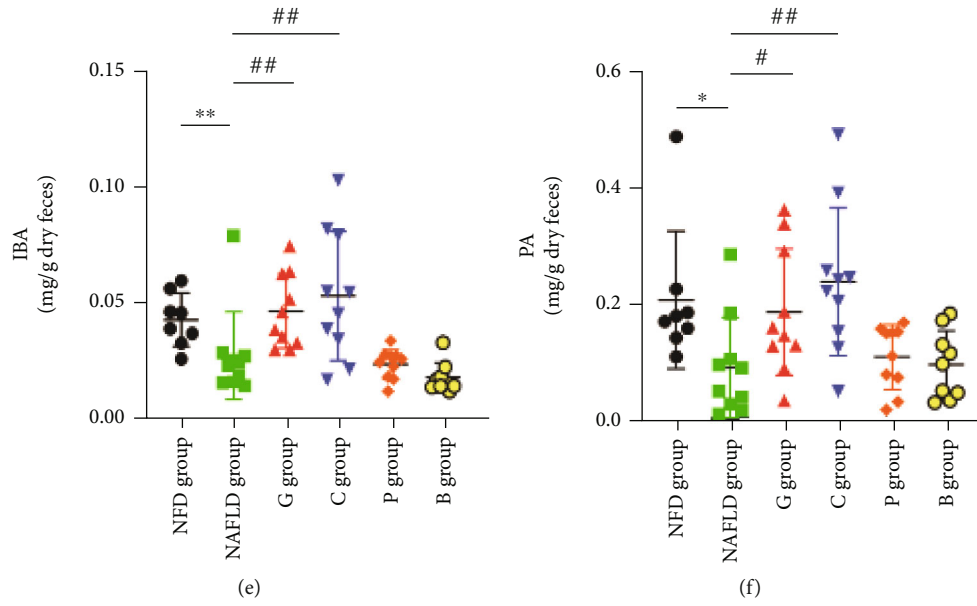 ##
##
**
0.15
0.10
0.05
0.00
IBA
(mg/g dry feces)
NFD group
NAFLD group
G group
C group
P group
B group
(e)
##
#
*
0.6
0.4
0.2
0.0
PA
(mg/g dry feces)
NFD group
NAFLD group
G group
C group
P group
B group
(f)